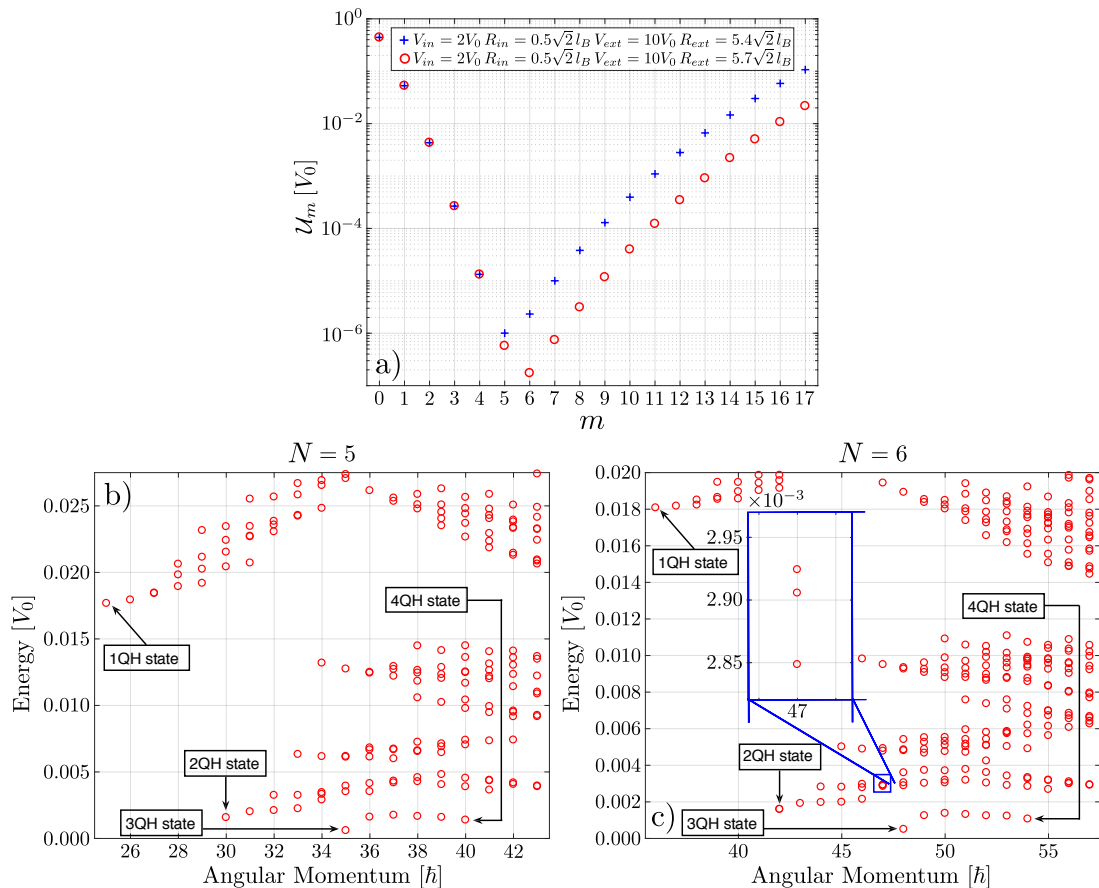 10^0
10^-2
10^-4
10^-6
U_m [V_0]
V_in = 2V_0 R_in = 0.5√2 l_B V_ext = 10V_0 R_ext = 5.4√2 l_B
V_in = 2V_0 R_in = 0.5√2 l_B V_ext = 10V_0 R_ext = 5.7√2 l_B
a)
0 1 2 3 4 5 6 7 8 9 10 11 12 13 14 15 16 17
m
N = 5
b)
0.025
0.020
0.015
0.010
0.005
0.000
Energy [V_0]
1QH state
2QH state
3QH state
4QH state
26 28 30 32 34 36 38 40 42
Angular Momentum [ħ]
N = 6
c)
0.020
0.018
0.016
0.014
0.012
0.010
0.008
0.006
0.004
0.002
0.000
Energy [V_0]
×10^-3
2.95
2.90
2.85
47
1QH state
2QH state
3QH state
4QH state
40 45 50 55
Angular Momentum [ħ]